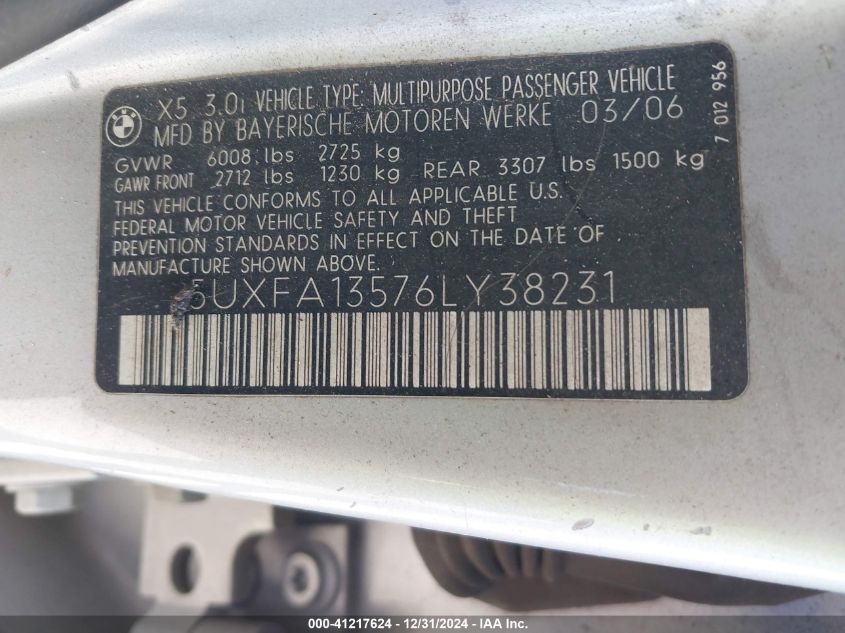 BMW
X5 3.0i VEHICLE TYPE: MULTIPURPOSE PASSENGER VEHICLE
MFD BY BAYERISCHE MOTOREN WERKE 03/06
GVWR 6008 lbs 2725 kg
GAWR FRONT 2712 lbs 1230 kg REAR 3307 lbs 1500 kg
THIS VEHICLE CONFORMS TO ALL APPLICABLE U.S.
FEDERAL MOTOR VEHICLE SAFETY AND THEFT
PREVENTION STANDARDS IN EFFECT ON THE DATE OF
MANUFACTURE SHOWN ABOVE.
5UXFA13576LY38231
7 012 956
000-41217624 - 12/31/2024 - IAA Inc.